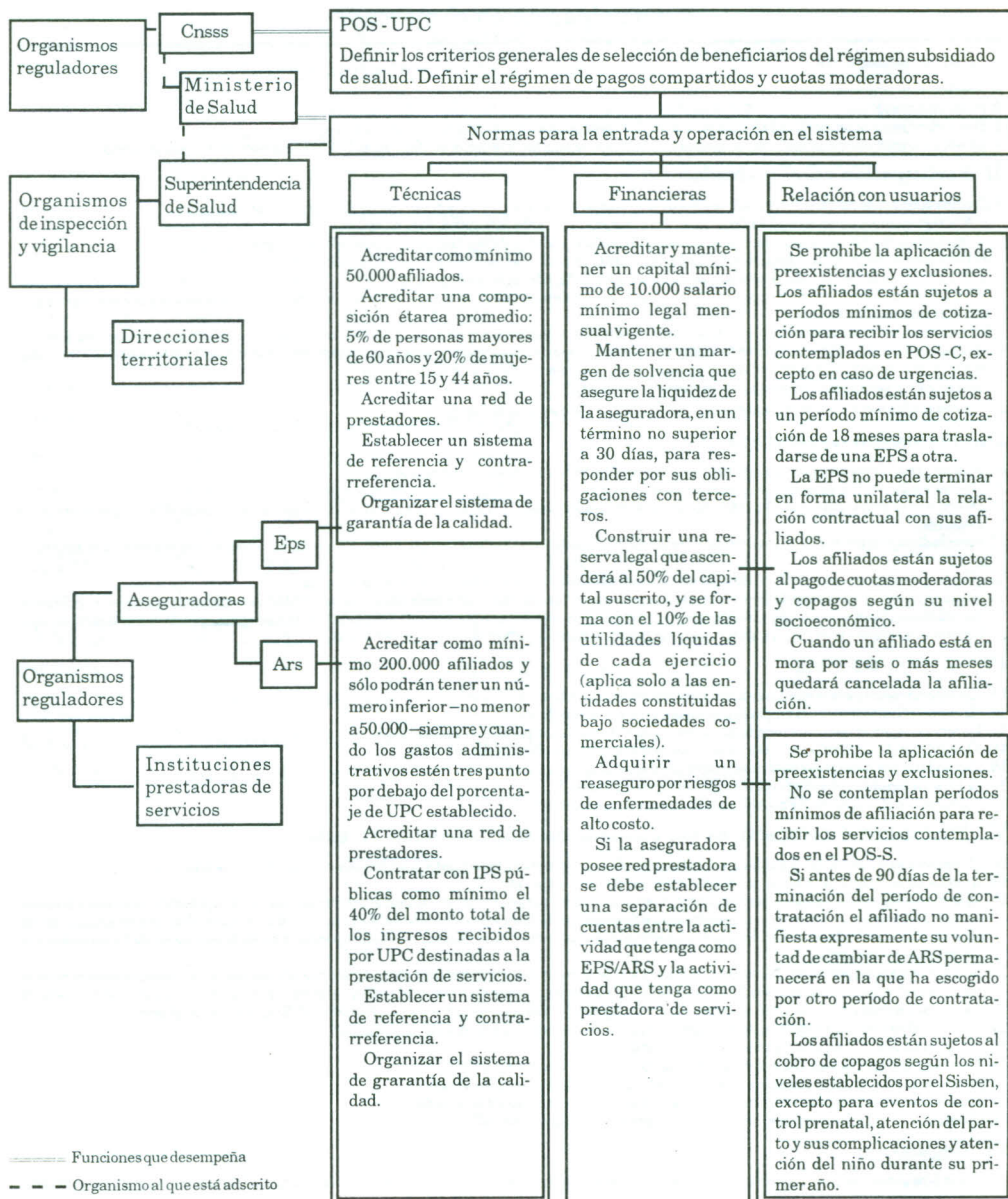 Organismos
reguladores
Cnsss
Ministerio
de Salud
POS - UPC
Definir los criterios generales de selección de beneficiarios del régimen subsidiado
de salud. Definir el régimen de pagos compartidos y cuotas moderadoras.
Normas para la entrada y operación en el sistema
Organismos
de inspección
y vigilancia
Superintendencia
de Salud
Direcciones
territoriales
Técnicas
Financieras
Relación con usuarios
Acreditar como mínimo
50.000 afiliados.
Acreditar una compo-
sición étarea promedio:
5% de personas mayores
de 60 años y 20% de muje-
res entre 15 y 44 años.
Acreditar una red de
prestadores.
Establecer un sistema
de referencia y contra-
rreferencia.
Organizar el sistema de
garantía de la calidad.
Organismos
reguladores
Aseguradoras
Eps
Ars
Instituciones
prestadoras de
servicios
Acreditar como míni-
mo 200.000 afiliados y
sólo podrán tener un nú-
mero inferior –no menor
a 50.000– siempre y cuan-
do los gastos adminis-
trativos estén tres punto
por debajo del porcenta-
je de UPC establecido.
Acreditar una red de
prestadores.
Contratar con IPS pú-
blicas como mínimo el
40% del monto total de
los ingresos recibidos
por UPC destinadas a la
prestación de servicios.
Establecer un sistema
de referencia y contra-
rreferencia.
Organizar el sistema
de grarantía de la cali-
dad.
Acreditar y mante-
ner un capital míni-
mo de 10.000 salario
mínimo legal men-
sual vigente.
Mantener un mar-
gen de solvencia que
asegure la liquidez de
la aseguradora, en un
término no superior
a 30 días, para res-
ponder por sus obli-
gaciones con terce-
ros.
Construir una re-
serva legal que ascen-
derá al 50% del capi-
tal suscrito, y se for-
ma con el 10% de las
utilidades líquidas
de cada ejercicio
(aplica solo a las en-
tidades constituidas
bajo sociedades co-
merciales).
Adquirir un
reaseguro por riesgos
de enfermedades de
alto costo.
Si la aseguradora
posee red prestadora
se debe establecer
una separación de
cuentas entre la acti-
vidad que tenga como
EPS/ARS y la activi-
dad que tenga como
prestadora de servi-
cios.
Se prohibe la aplicación de
preexistencias y exclusiones.
Los afiliados están sujetos a
períodos mínimos de cotiza-
ción para recibir los servicios
contemplados en POS -C, ex-
cepto en caso de urgencias.
Los afiliados están sujetos a
un período mínimo de cotiza-
ción de 18 meses para trasla-
darse de una EPS a otra.
La EPS no puede terminar
en forma unilateral la rela-
ción contractual con sus afi-
liados.
Los afiliados están sujetos
al pago de cuotas moderadoras
y copagos según su nivel
socioeconómico.
Cuando un afiliado está en
mora por seis o más meses
quedará cancelada la afilia-
ción.
Se prohibe la aplicación de
preexistencias y exclusiones.
No se contemplan períodos
mínimos de afiliación para re-
cibir los servicios contempla-
dos en el POS-S.
Si antes de 90 días de la ter-
minación del período de con-
tratación el afiliado no mani-
fiesta expresamente su volun-
tad de cambiar de ARS perma-
necerá en la que ha escogido
por otro período de contrata-
ción.
Los afiliados están sujetos al
cobro de copagos según los ni-
veles establecidos por el Sisben,
excepto para eventos de con-
trol prenatal, atención del par-
to y sus complicaciones y aten-
ción del niño durante su pri-
mer año.
Funciones que desempeña
Organismo al que está adscrito